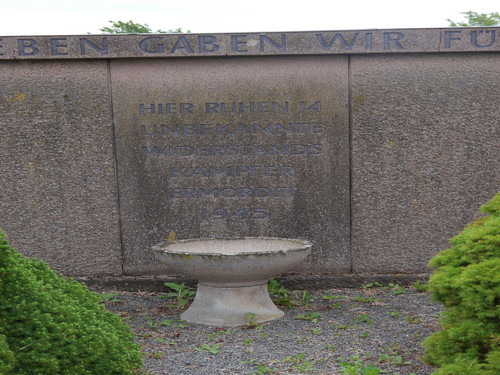 EBEN GABEN WIR FÜ
HIER RUHEN 14
UNBEKANNTE
WIDERSTANDS
KÄMPFER
ERMORDET
1945